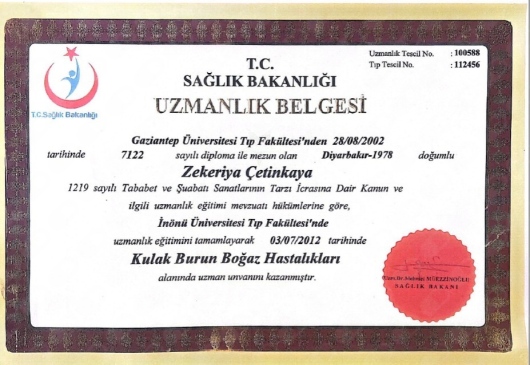 T.C. Sağlık Bakanlığı
Uzmanlık Tescil No. : 100588
Tıp Tescil No. : 112456
T.C.
SAĞLIK BAKANLIĞI
UZMANLIK BELGESİ
Gaziantep Üniversitesi Tıp Fakültesi'nden 28/08/2002
tarihinde 7122 sayılı diploma ile mezun olan Diyarbakır-1978 doğumlu
Zekeriya Çetinkaya
1219 sayılı Tababet ve Şuabatı Sanatlarının Tarzı İcrasına Dair Kanun ve
ilgili uzmanlık eğitimi mevzuatı hükümlerine göre,
İnönü Üniversitesi Tıp Fakültesi'nde
uzmanlık eğitimini tamamlayarak 03/07/2012 tarihinde
Kulak Burun Boğaz Hastalıkları
alanında uzman unvanını kazanmıştır.
MÜEZZİNOĞLU
SAĞLIK BAKANI